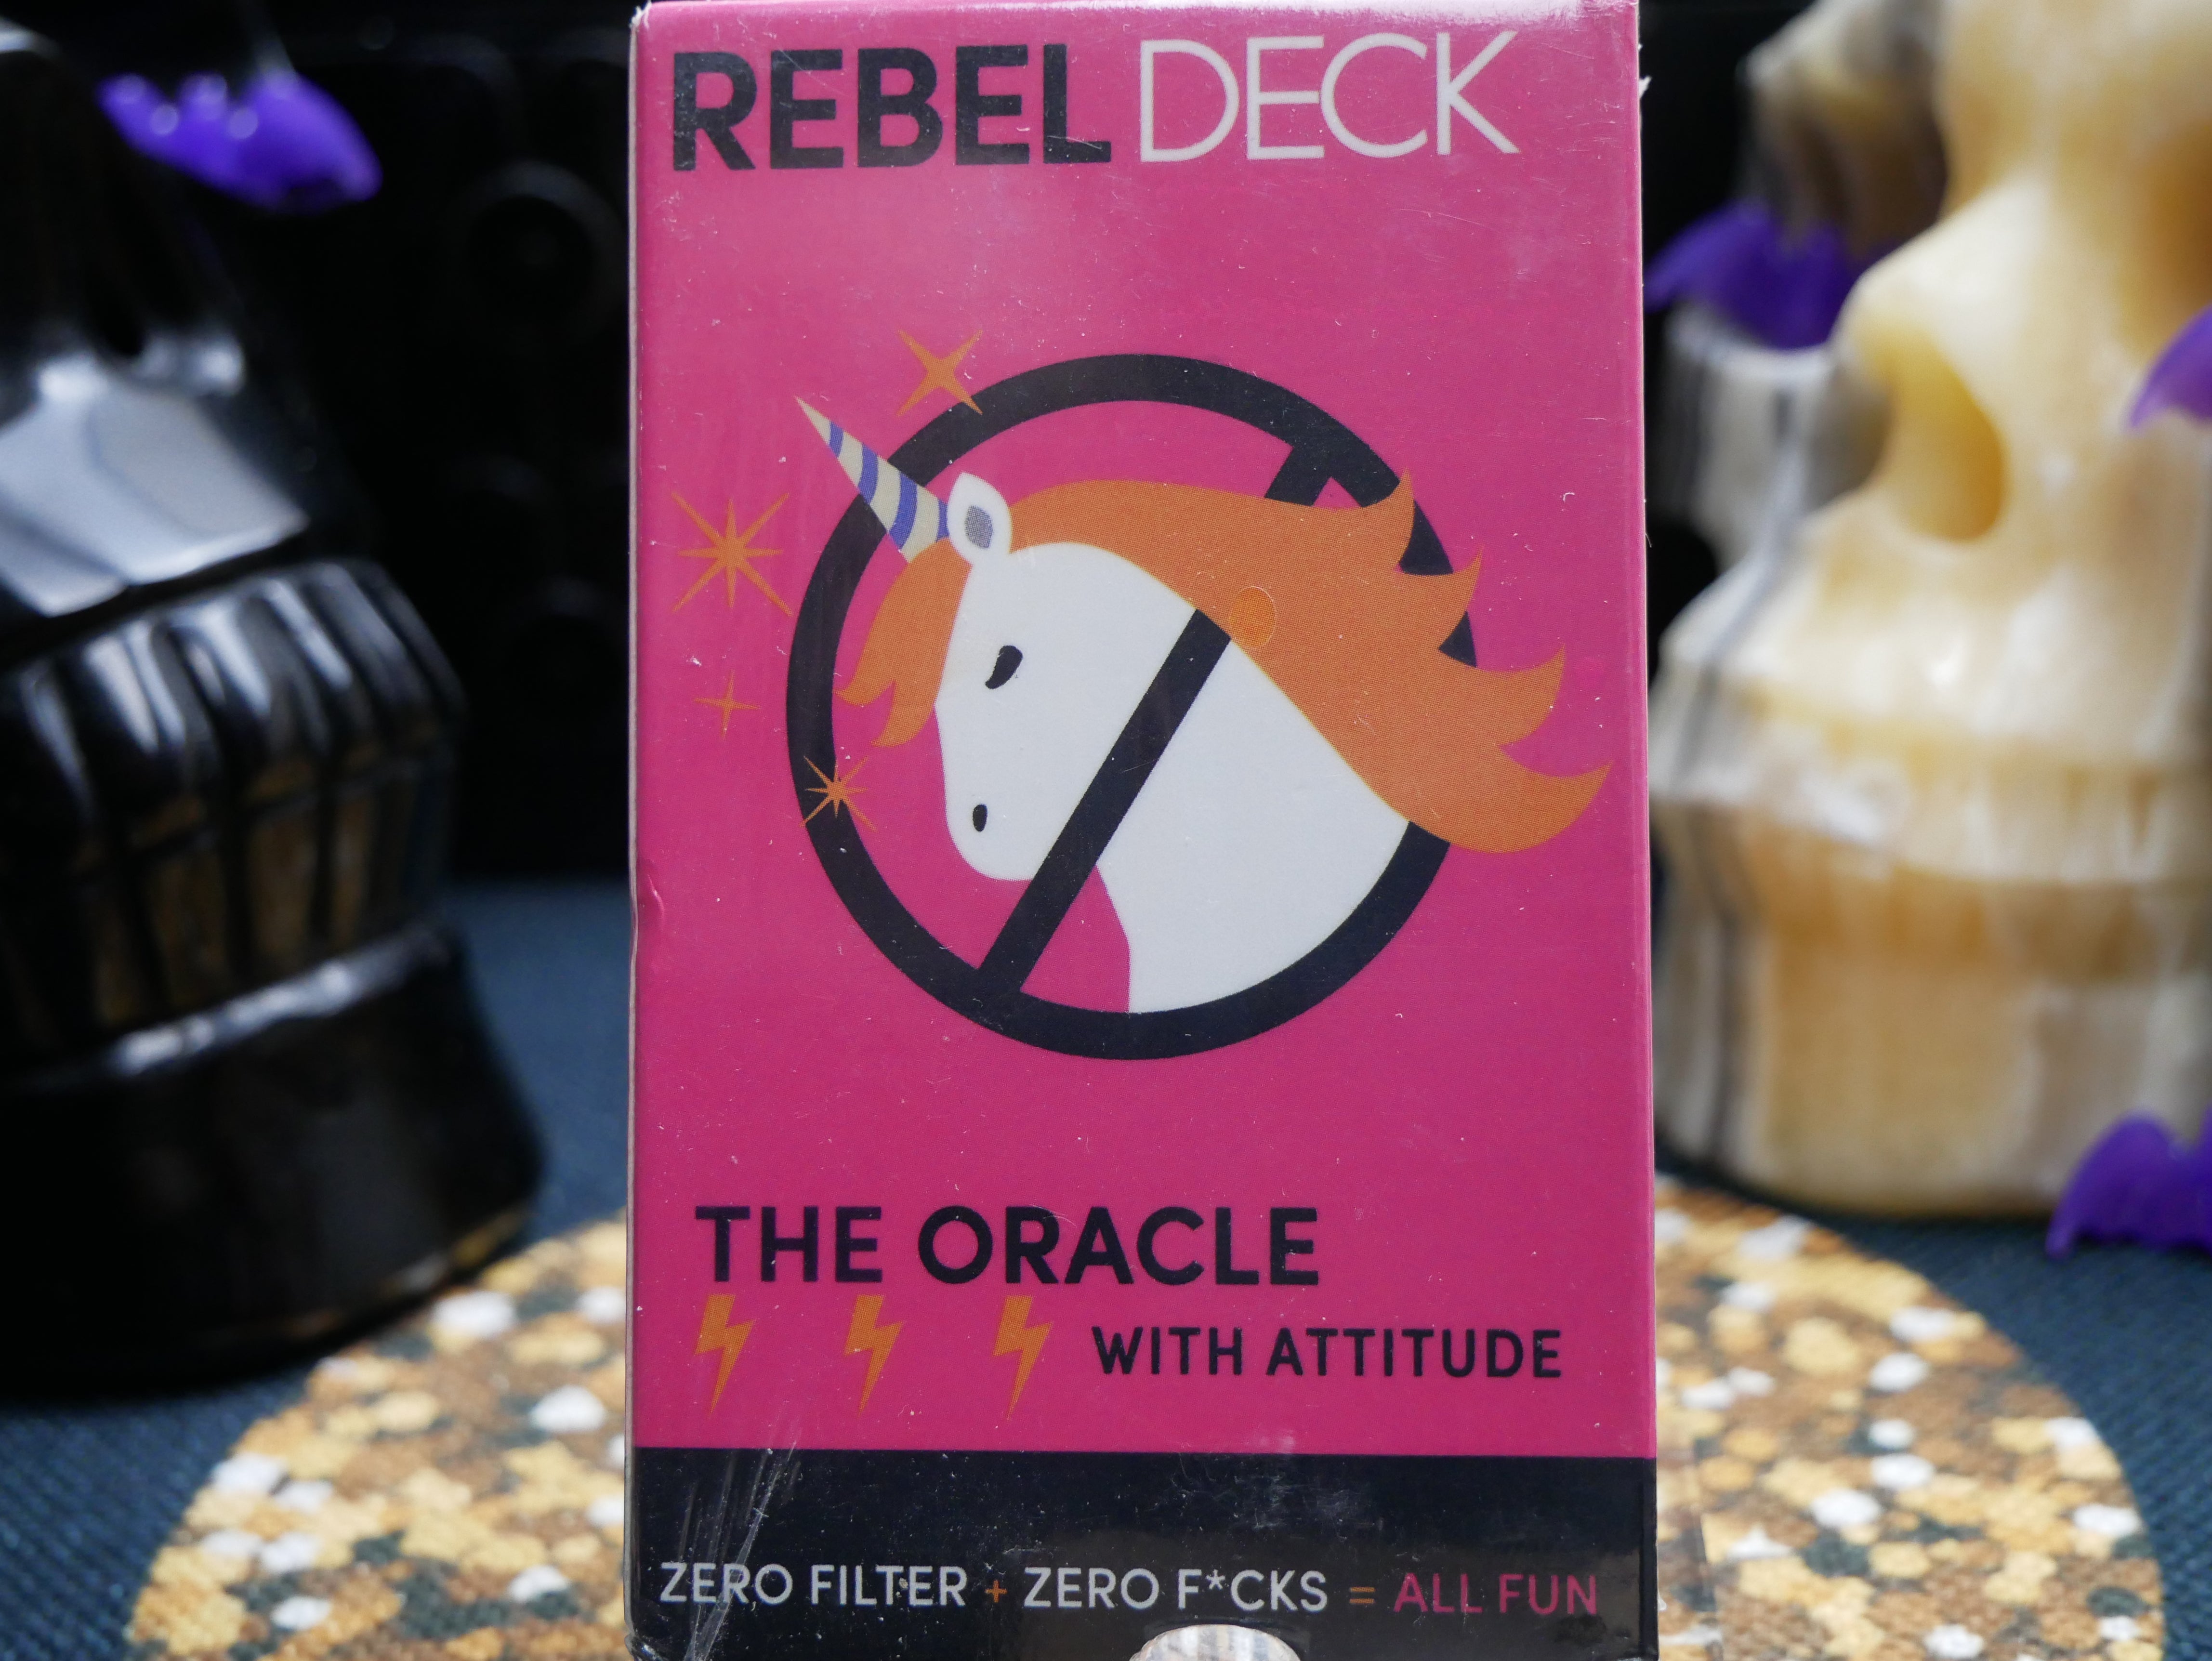 REBEL DECK
THE ORACLE
WITH ATTITUDE
ZERO FILTER + ZERO F*CKS = ALL FUN